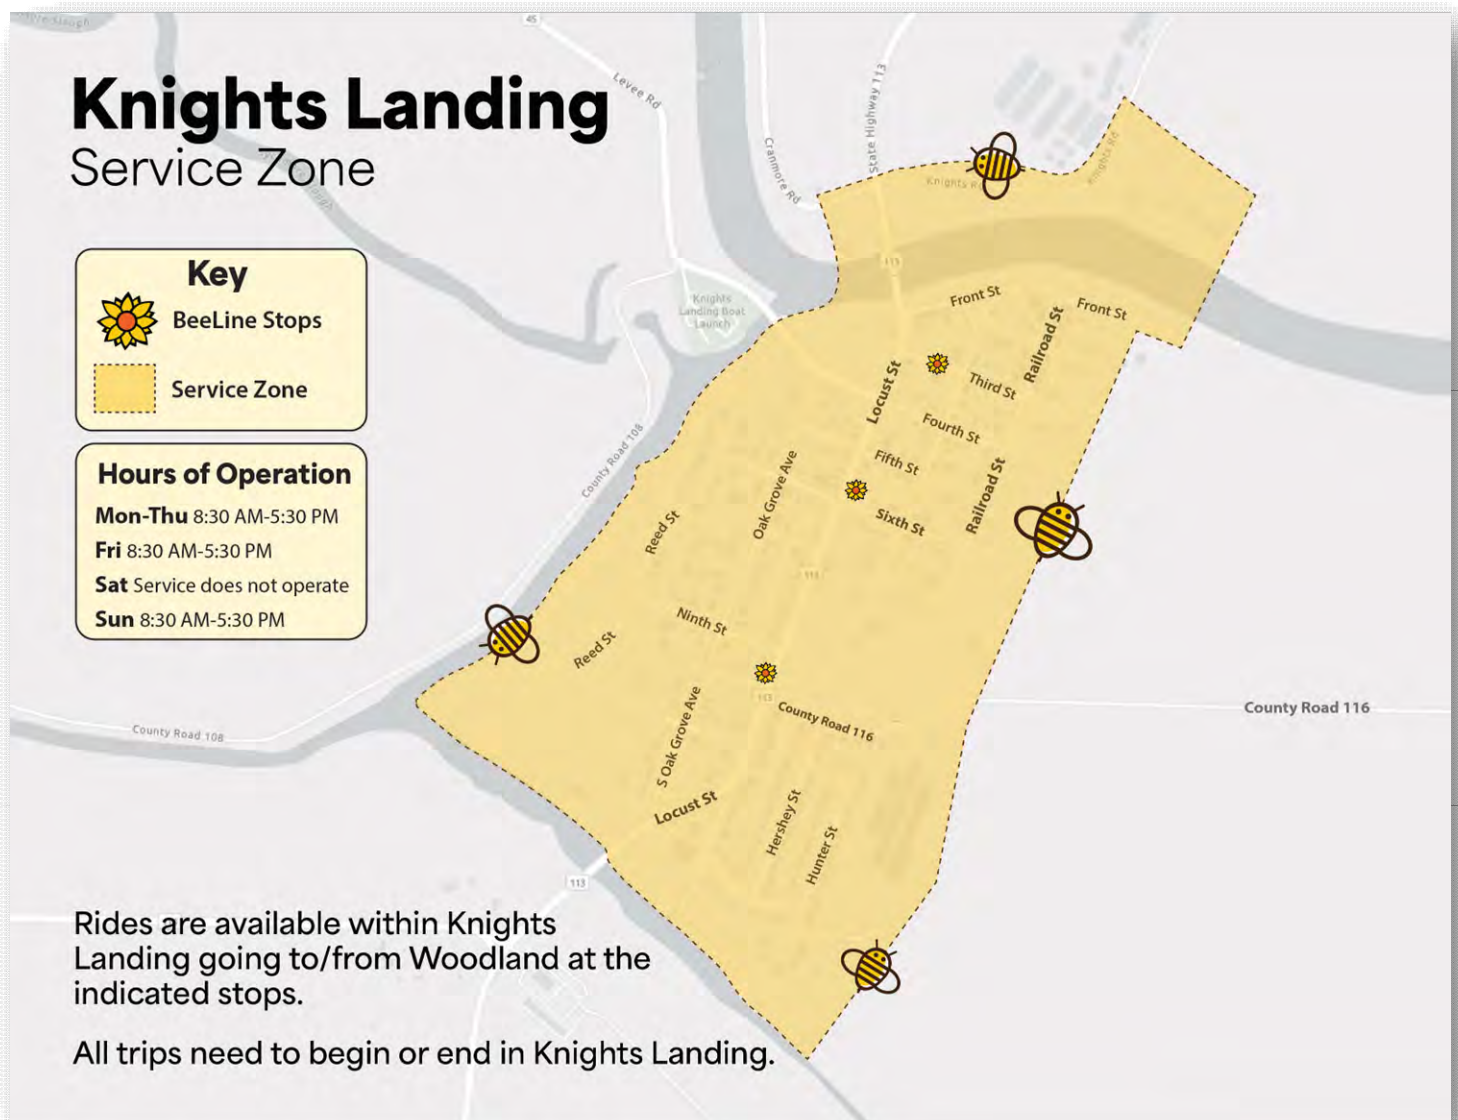 45
Levee Rd
Cranmore Rd
State Highway 113
Knights Landing
Service Zone
Knights Rd
Key
BeeLine Stops
Service Zone
113
Knights
Landing Boat
Launch
Front St
Front St
Railroad St
Locust St
Third St
Fourth St
Fifth St
Sixth St
Railroad St
County Road 108
Oak Grove Ave
Reed St
113
Hours of Operation
Mon-Thu 8:30 AM-5:30 PM
Fri 8:30 AM-5:30 PM
Sat Service does not operate
Sun 8:30 AM-5:30 PM
Ninth St
Reed St
113
County Road 116
County Road 116
County Road 108
S Oak Grove Ave
Locust St
Hershey St
Hunter St
113
Rides are available within Knights
Landing going to/from Woodland at the
indicated stops.
All trips need to begin or end in Knights Landing.